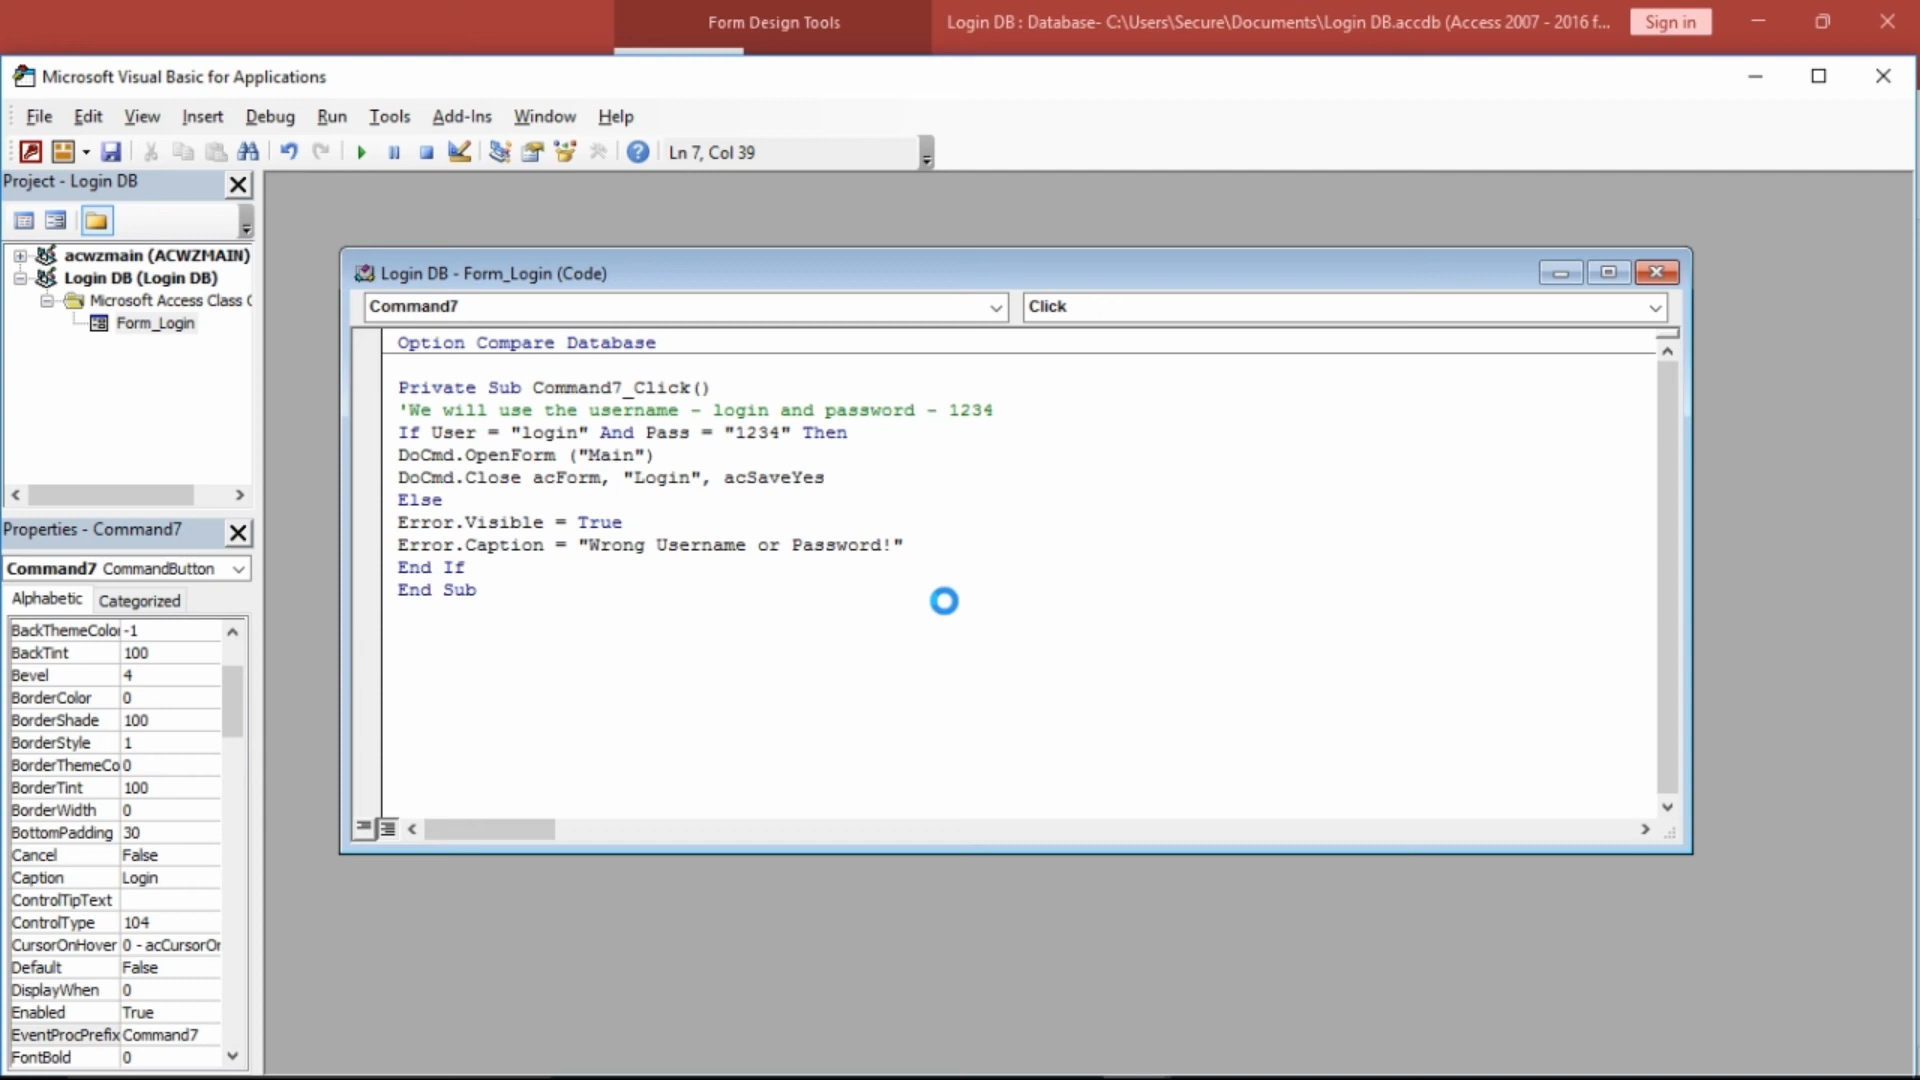 Form Design Tools
Login DB : Database- C:\Users\Secure\Documents\Login DB.accdb (Access 2007 - 2016 f...
Sign in
Microsoft Visual Basic for Applications
File Edit View Insert Debug Run Tools Add-Ins Window Help
Ln 7, Col 39
Project - Login DB
acwzmain (ACWZMAIN)
Login DB (Login DB)
Microsoft Access Class
Form_Login
Login DB - Form_Login (Code)
Command7
Click
Option Compare Database
Private Sub Command7_Click()
'We will use the username - login and password - 1234
If User = "login" And Pass = "1234" Then
DoCmd.OpenForm ("Main")
DoCmd.Close acForm, "Login", acSaveYes
Else
Error.Visible = True
Error.Caption = "Wrong Username or Password!"
End If
End Sub
Properties - Command7
Command7 CommandButton
Alphabetic Categorized
BackThemeColo -1
BackTint 100
Bevel 4
BorderColor 0
BorderShade 100
BorderStyle 1
BorderThemeCo 0
BorderTint 100
BorderWidth 0
BottomPadding 30
Cancel False
Caption Login
ControlTipText
ControlType 104
CursorOnHover 0 - acCursorOn
Default False
DisplayWhen 0
Enabled True
EventProcPrefix Command7
FontBold 0